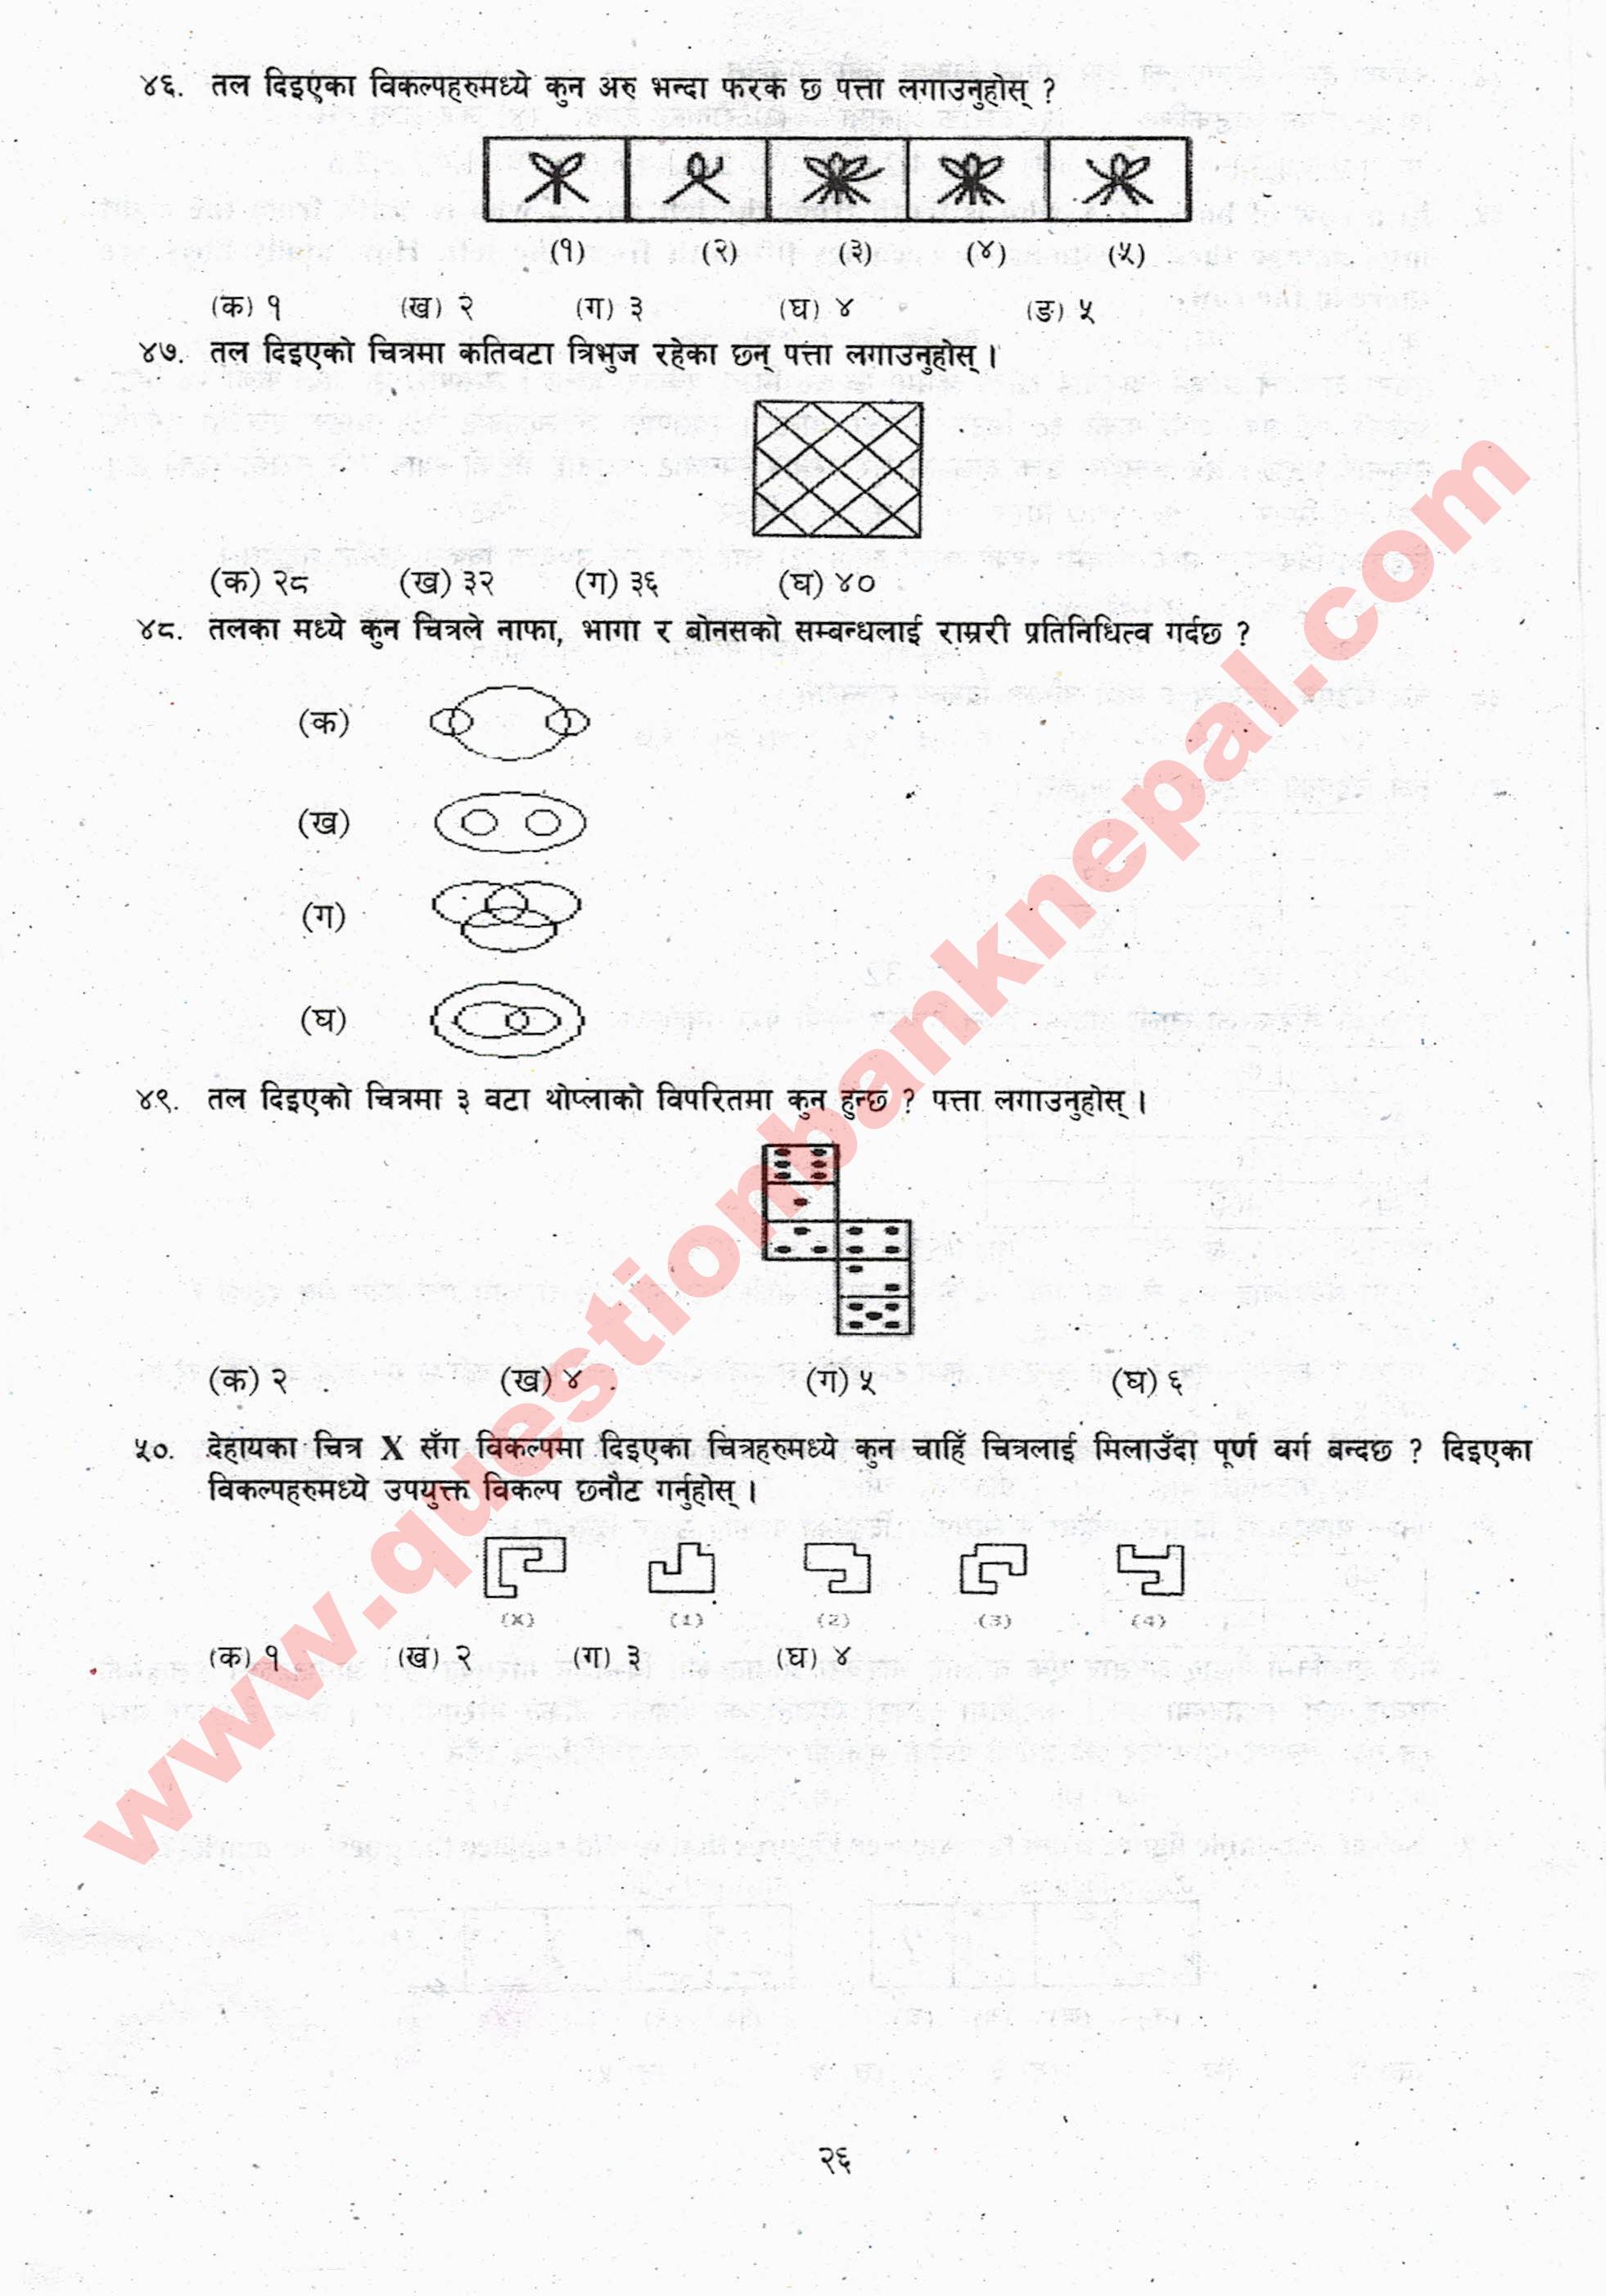 ४६. तल दिइएका विकल्पहरुमध्ये कुन अरु भन्दा फरक छ पत्ता लगाउनुहोस् ?
(१) (२) (३) (४) (५)
(क) १ (ख) २ (ग) ३ (घ) ४ (ङ) ५
४७. तल दिइएको चित्रमा कतिवटा त्रिभुज रहेका छन् पत्ता लगाउनुहोस् ।
(क) २८ (ख) ३२ (ग) ३६ (घ) ४०
४८. तलका मध्ये कुन चित्रले नाफा, भागा र बोनसको सम्बन्धलाई राम्ररी प्रतिनिधित्व गर्दछ ?
(क)
(ख)
(ग)
(घ)
४९. तल दिइएको चित्रमा ३ वटा थोप्लाको विपरितमा कुन हुन्छ ? पत्ता लगाउनुहोस् ।
(क) २ (ख) ४ (ग) ५ (घ) ६
५०. देहायका चित्र X सँग विकल्पमा दिइएका चित्रहरुमध्ये कुन चाहिँ चित्रलाई मिलाउँदा पूर्ण वर्ग बन्दछ ? दिइएका
विकल्पहरुमध्ये उपयुक्त विकल्प छनौट गर्नुहोस् ।
(X) (1) (2) (3) (4)
(क) १ (ख) २ (ग) ३ (घ) ४
२६
www.questionbanknepal.com